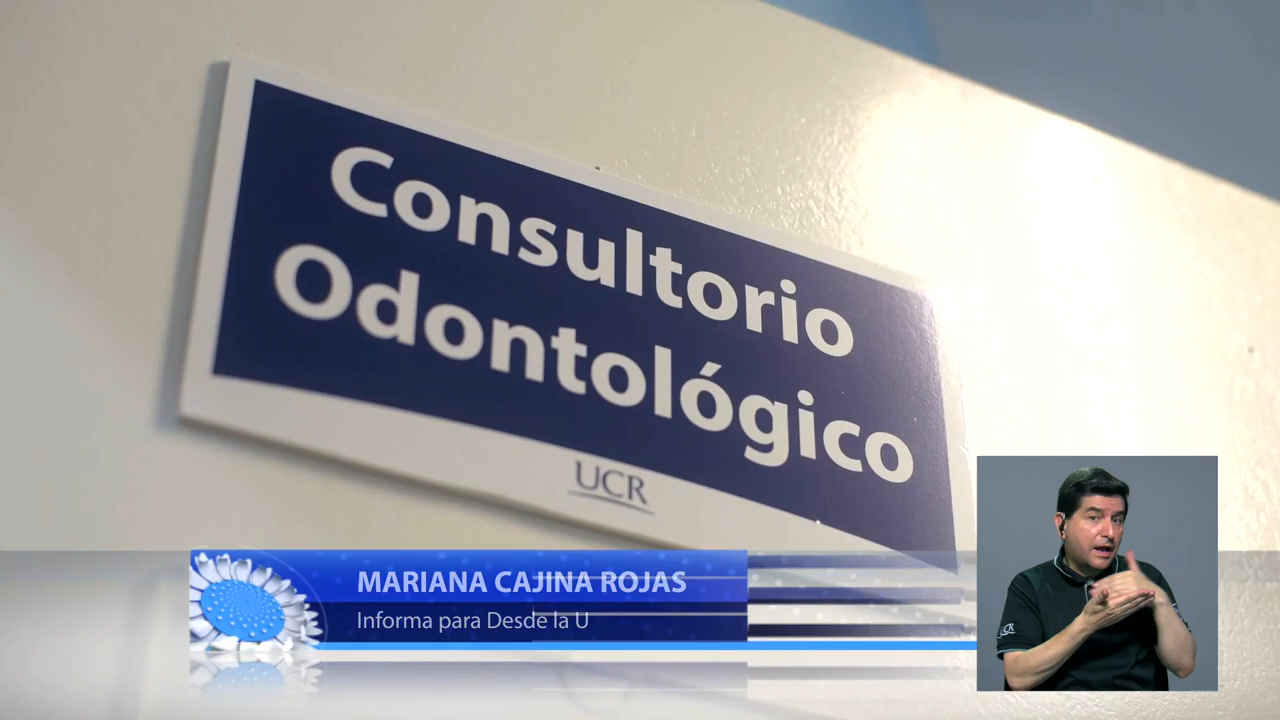 Consultorio
Odontológico
UCR
MARIANA CAJINA ROJAS
Informa para Desde la U
UCR